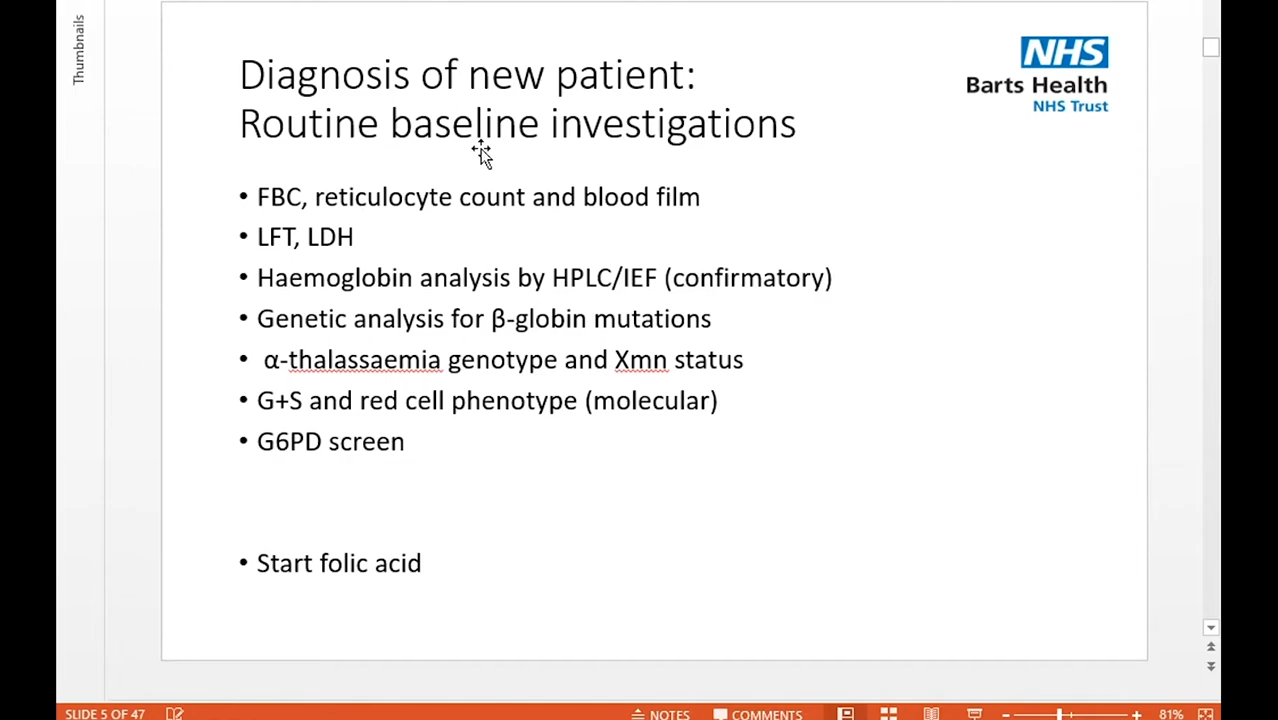 Thumbnails
NHS
Barts Health
NHS Trust
Diagnosis of new patient:
Routine baseline investigations
• FBC, reticulocyte count and blood film
• LFT, LDH
• Haemoglobin analysis by HPLC/IEF (confirmatory)
• Genetic analysis for β-globin mutations
• α-thalassaemia genotype and Xmn status
• G+S and red cell phenotype (molecular)
• G6PD screen
• Start folic acid
SLIDE 5 OF 47 NOTES COMMENTS 81%